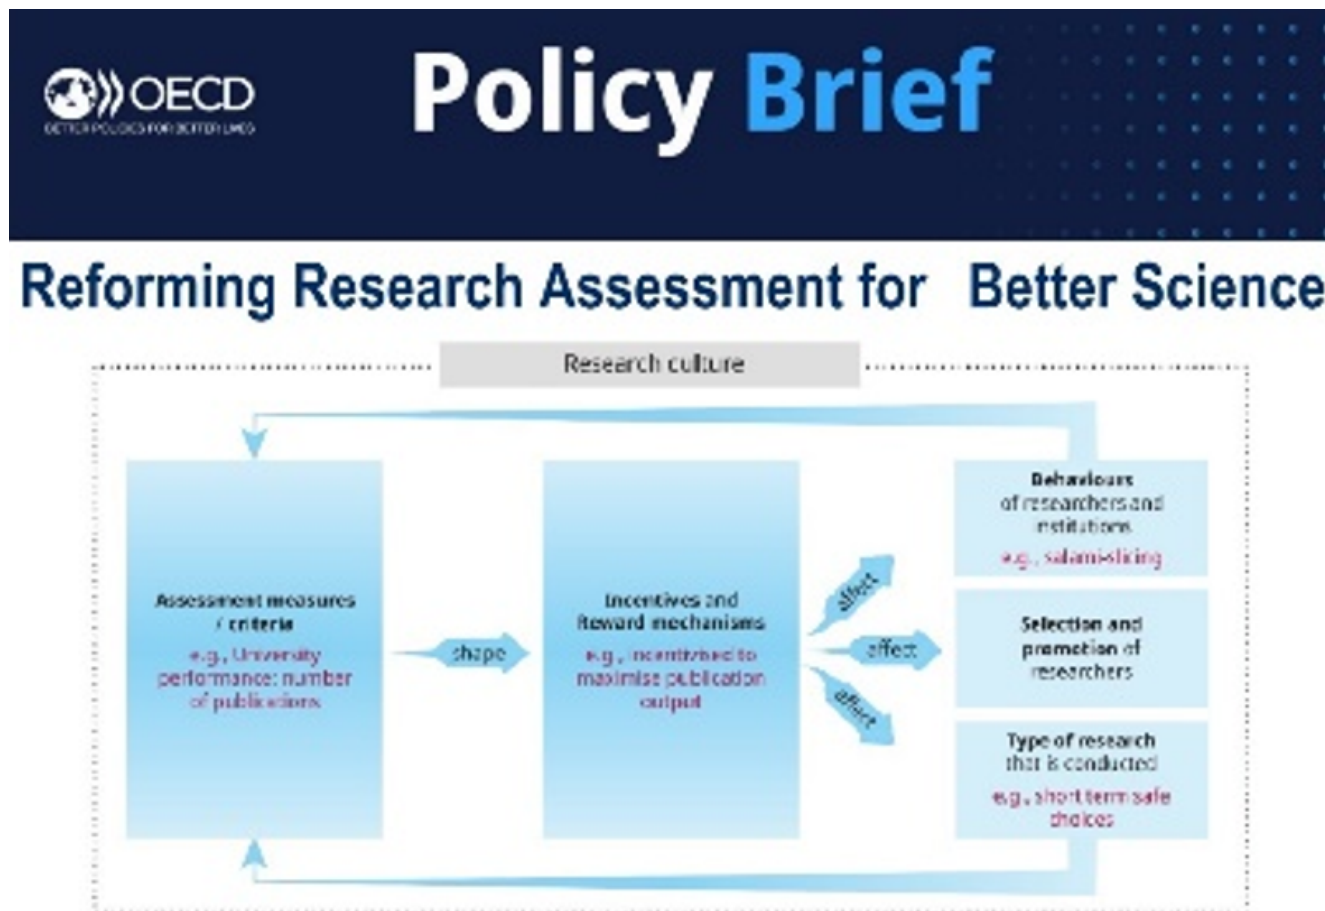 OECD
BETTER POLICIES FOR BETTER LIVES
Policy Brief
Reforming Research Assessment for Better Science
Research culture
Assessment measures
/ criteria
e.g., University
performance: number
of publications
shape
Incentives and
Reward mechanisms
e.g., incentivised to
maximise publication
output
affect
affect
affect
Behaviours
of researchers and
institutions
e.g., salami-slicing
Selection and
promotion of
researchers
Type of research
that is conducted
e.g., short term safe
choices